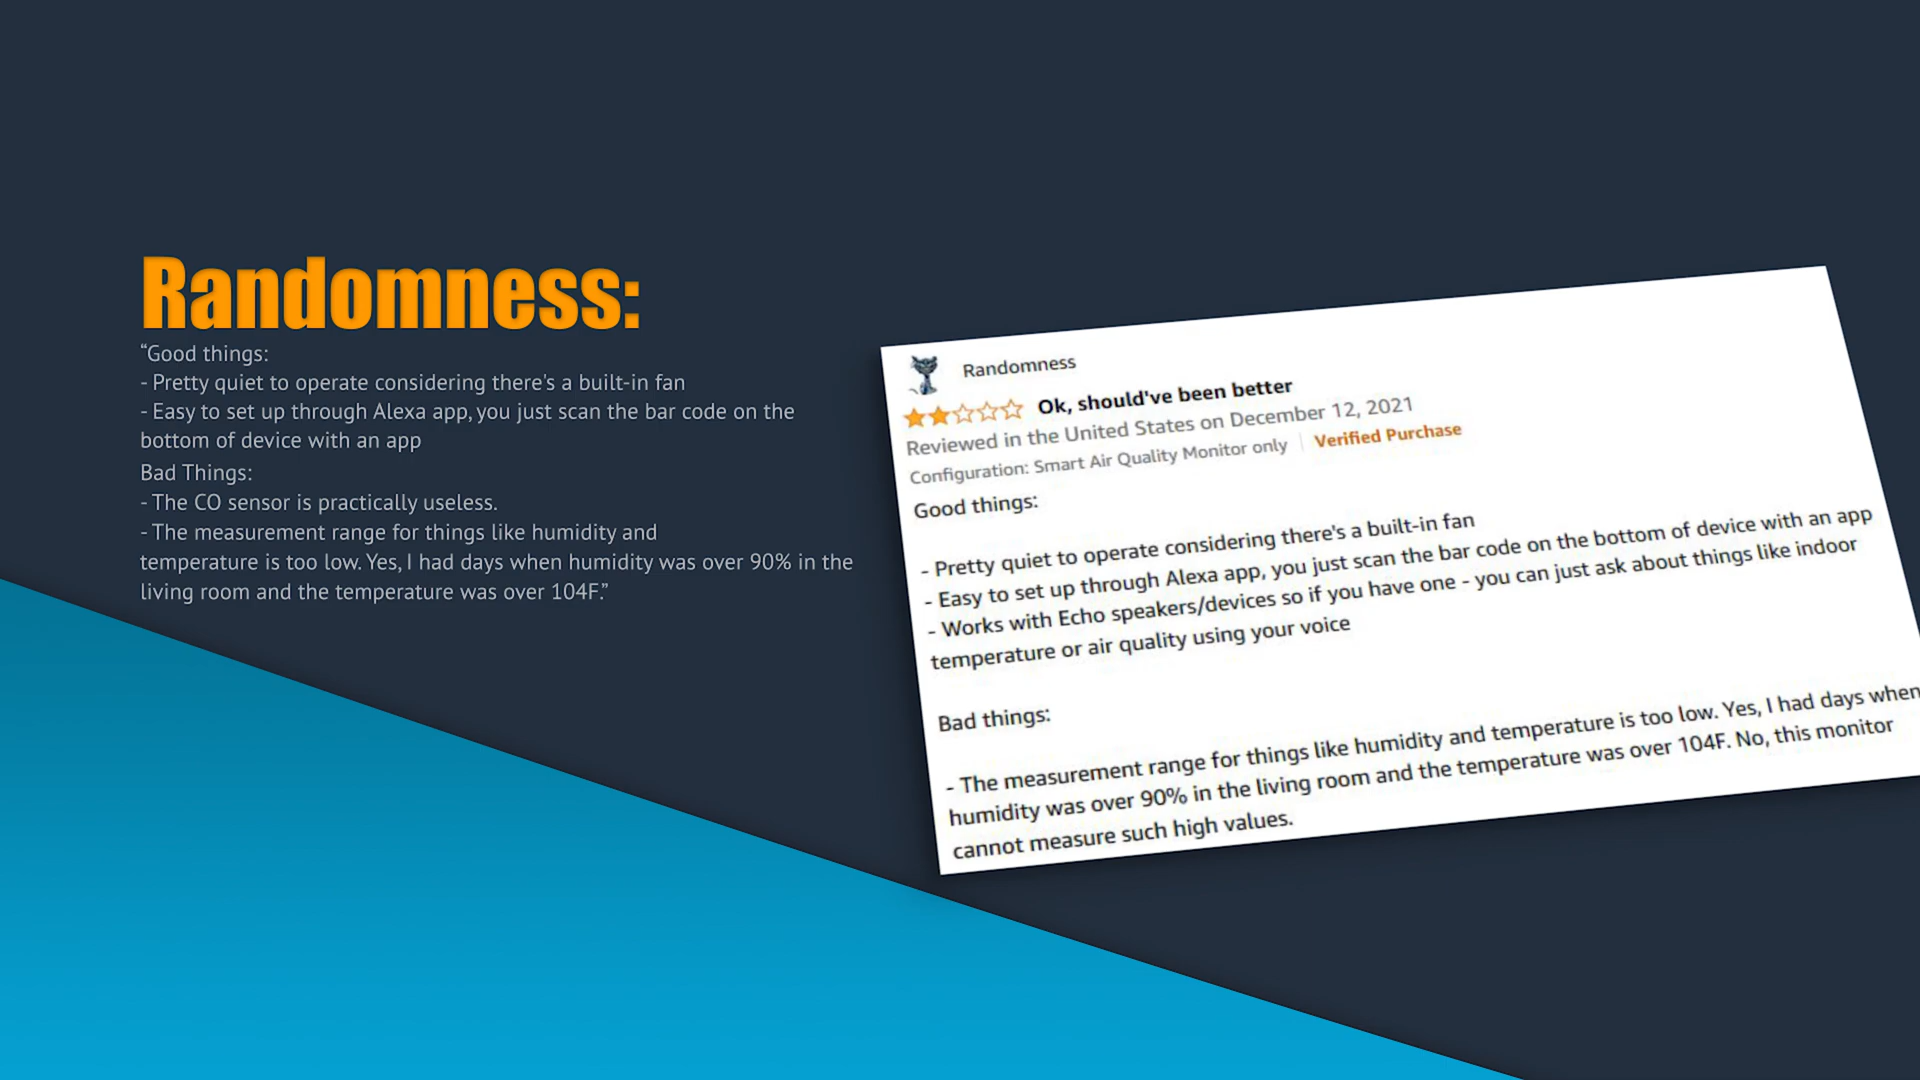 Randomness:
“Good things:
- Pretty quiet to operate considering there's a built-in fan
- Easy to set up through Alexa app, you just scan the bar code on the
bottom of device with an app
Bad Things:
- The CO sensor is practically useless.
- The measurement range for things like humidity and
temperature is too low. Yes, I had days when humidity was over 90% in the
living room and the temperature was over 104F.”
Randomness
Ok, should've been better
Reviewed in the United States on December 12, 2021
Configuration: Smart Air Quality Monitor only | Verified Purchase
Good things:
- Pretty quiet to operate considering there's a built-in fan
- Easy to set up through Alexa app, you just scan the bar code on the bottom of device with an app
- Works with Echo speakers/devices so if you have one - you can just ask about things like indoor
temperature or air quality using your voice
Bad things:
- The measurement range for things like humidity and temperature is too low. Yes, I had days when
humidity was over 90% in the living room and the temperature was over 104F. No, this monitor
cannot measure such high values.